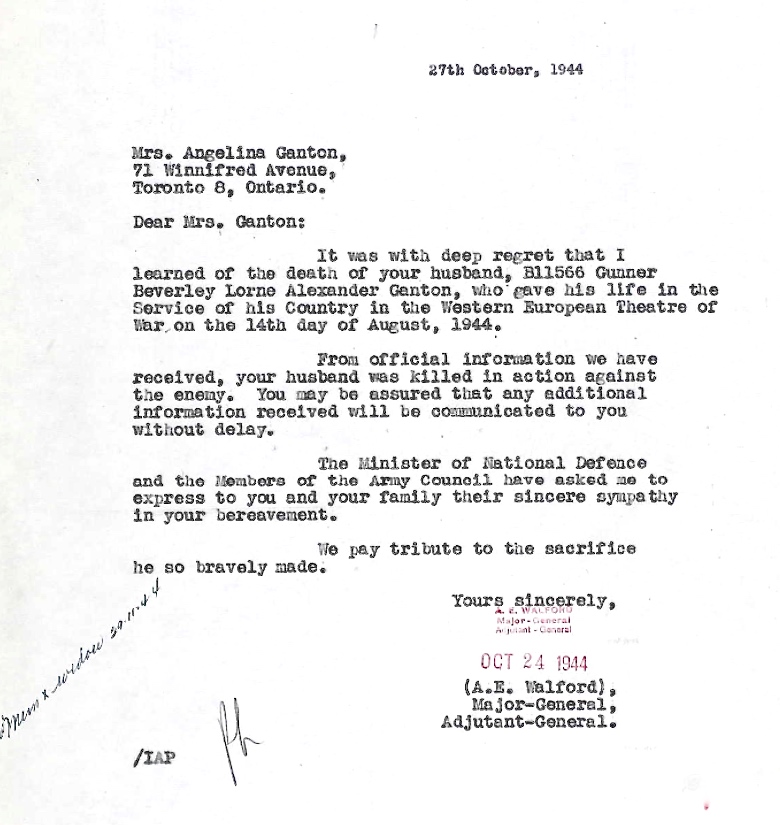 27th October, 1944
Mrs. Angelina Ganton,
71 Winnifred Avenue,
Toronto 8, Ontario.
Dear Mrs. Ganton:
It was with deep regret that I
learned of the death of your husband, B11566 Gunner
Beverley Lorne Alexander Ganton, who gave his life in the
Service of his Country in the Western European Theatre of
War on the 14th day of August, 1944.
From official information we have
received, your husband was killed in action against
the enemy. You may be assured that any additional
information received will be communicated to you
without delay.
The Minister of National Defence
and the Members of the Army Council have asked me to
express to you and your family their sincere sympathy
in your bereavement.
We pay tribute to the sacrifice
he so bravely made.
Yours sincerely,
A. E. WALFORD
Major-General
Adjutant-General
OCT 24 1944
(A.E. Walford),
Major-General,
Adjutant-General.
widow
/IAP